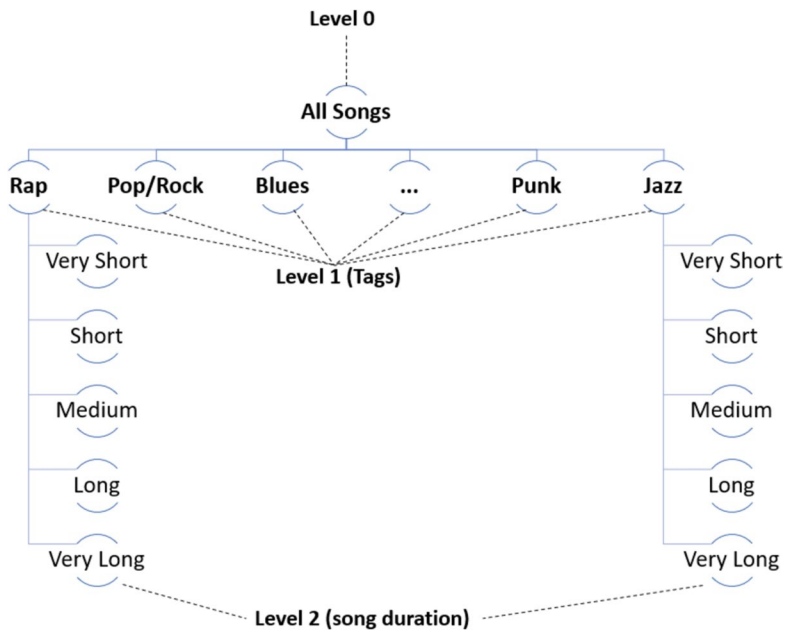 Level 0
All Songs
Rap
Pop/Rock
Blues
...
Punk
Jazz
Level 1 (Tags)
Very Short
Short
Medium
Long
Very Long
Very Short
Short
Medium
Long
Very Long
Level 2 (song duration)